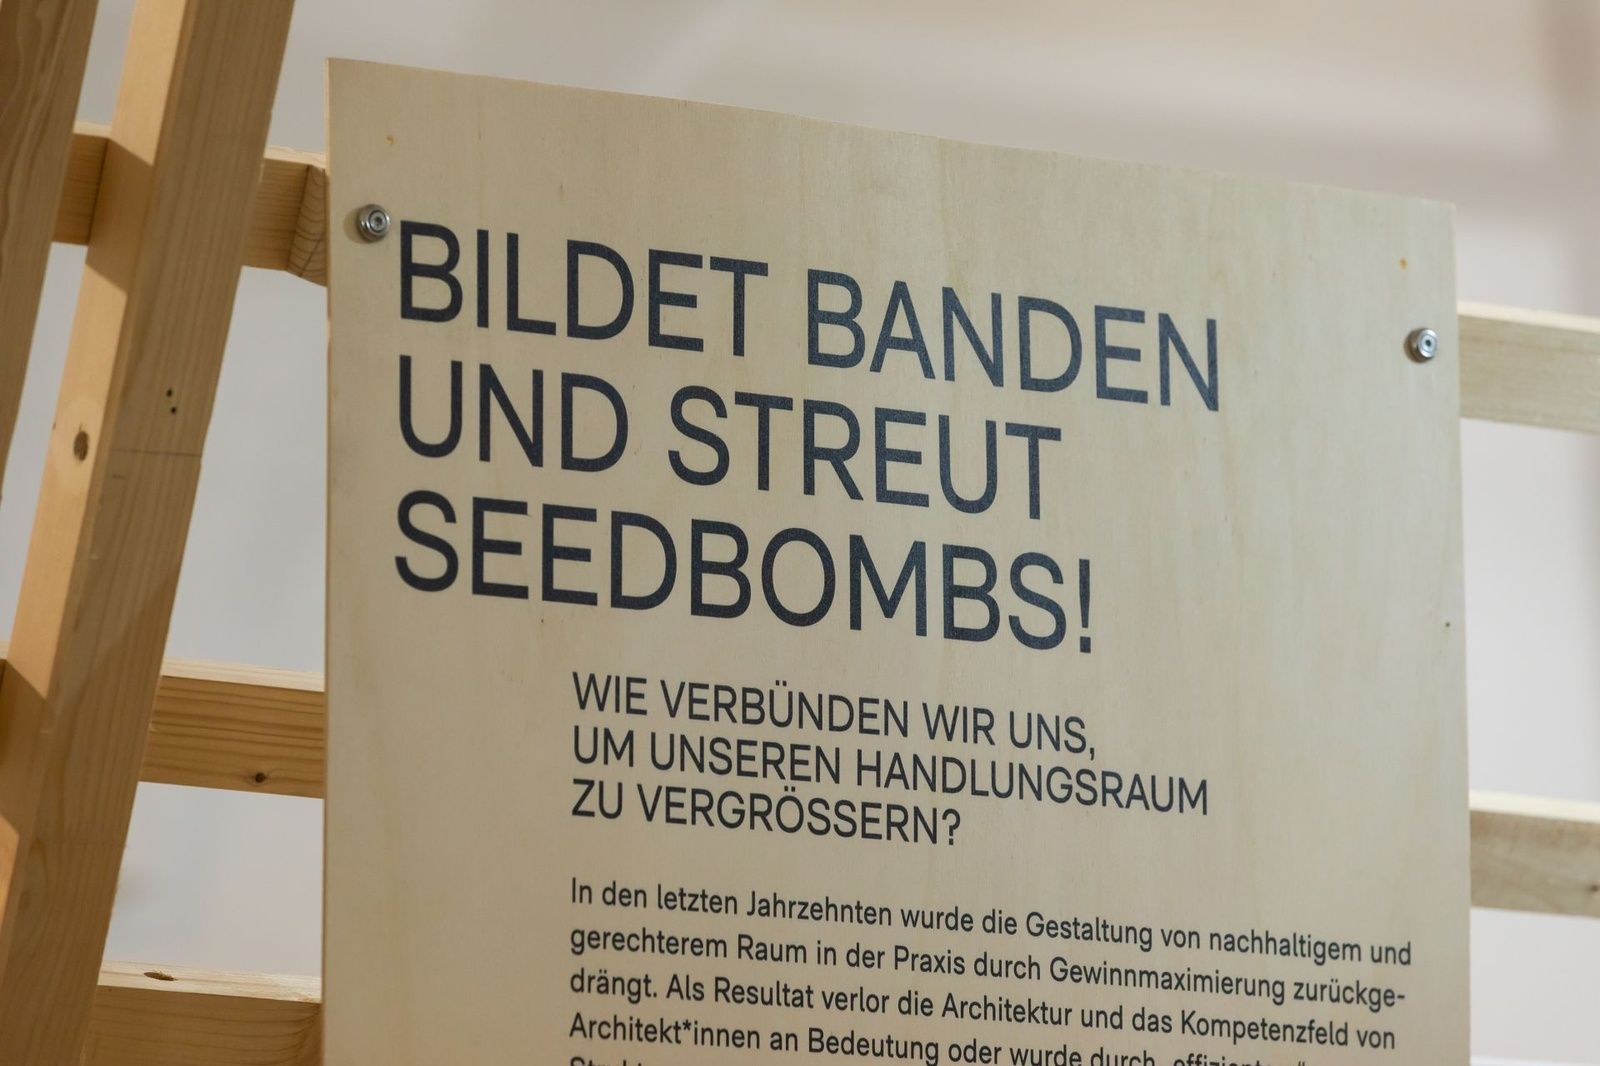 BILDET BANDEN
UND STREUT
SEEDBOMBS!
WIE VERBÜNDEN WIR UNS,
UM UNSEREN HANDLUNGSRAUM
ZU VERGRÖSSERN?
In den letzten Jahrzehnten wurde die Gestaltung von nachhaltigem und
gerechterem Raum in der Praxis durch Gewinnmaximierung zurückge-
drängt. Als Resultat verlor die Architektur und das Kompetenzfeld von
Architekt*innen an Bedeutung oder wurde durch